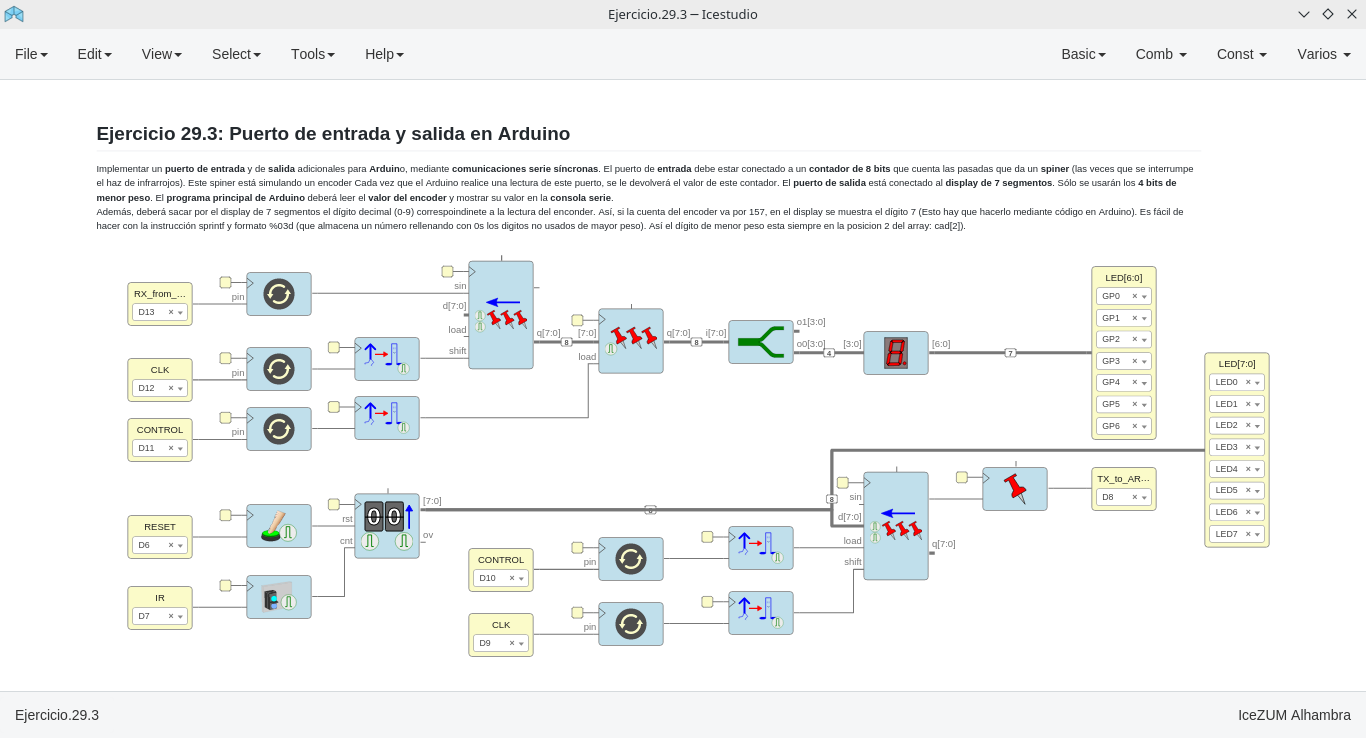 Ejercicio.29.3 – Icestudio
File Edit View Select Tools Help Basic Comb Const Varios
Ejercicio 29.3: Puerto de entrada y salida en Arduino
Implementar un puerto de entrada y de salida adicionales para Arduino, mediante comunicaciones serie síncronas. El puerto de entrada debe estar conectado a un contador de 8 bits que cuenta las pasadas que da un spiner (las veces que se interrumpe
el haz de infrarrojos). Este spiner está simulando un encoder Cada vez que el Arduino realice una lectura de este puerto, se le devolverá el valor de este contador. El puerto de salida está conectado al display de 7 segmentos. Sólo se usarán los 4 bits de
menor peso. El programa principal de Arduino deberá leer el valor del encoder y mostrar su valor en la consola serie.
Además, deberá sacar por el display de 7 segmentos el dígito decimal (0-9) correspondinete a la lectura del enconder. Así, si la cuenta del encoder va por 157, en el display se muestra el dígito 7 (Esto hay que hacerlo mediante código en Arduino). Es fácil de
hacer con la instrucción sprintf y formato %03d (que almacena un número rellenando con 0s los digitos no usados de mayor peso). Así el dígito de menor peso esta siempre en la posicion 2 del array: cad[2]).
RX_from_...
D13
pin
sin
d[7:0]
load
shift
q[7:0]
8
[7:0]
load
q[7:0]
8
i[7:0]
o1[3:0]
o0[3:0]
4
[3:0]
[6:0]
7
LED[6:0]
GP0
GP1
GP2
GP3
GP4
GP5
GP6
CLK
D12
pin
CONTROL
D11
pin
LED[7:0]
LED0
LED1
LED2
LED3
LED4
LED5
LED6
LED7
RESET
D6
rst
cnt
00
[7:0]
ov
8
IR
D7
CONTROL
D10
pin
CLK
D9
pin
8
sin
d[7:0]
load
shift
q[7:0]
TX_to_AR...
D8
Ejercicio.29.3
IceZUM Alhambra